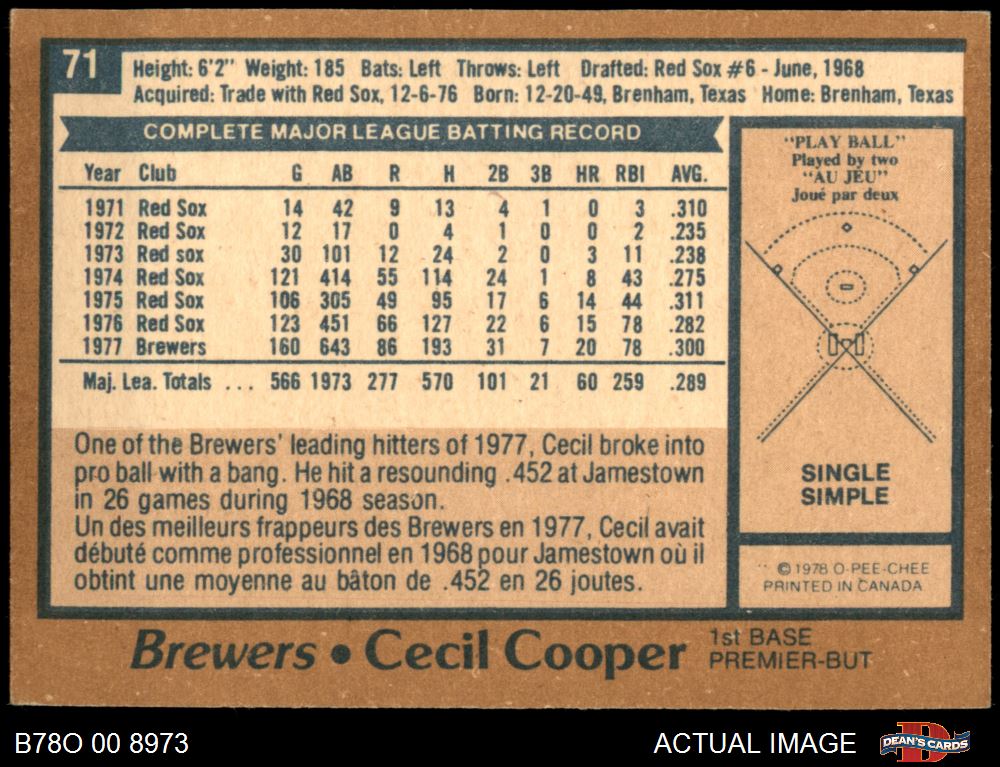 71
Height: 6'2" Weight: 185 Bats: Left Throws: Left Drafted: Red Sox #6 - June, 1968
Acquired: Trade with Red Sox, 12-6-76 Born: 12-20-49, Brenham, Texas Home: Brenham, Texas
COMPLETE MAJOR LEAGUE BATTING RECORD
Year Club G AB R H 2B 3B HR RBI AVG.
1971 Red Sox 14 42 9 13 4 1 0 3 .310
1972 Red Sox 12 17 0 4 1 0 0 2 .235
1973 Red sox 30 101 12 24 2 0 3 11 .238
1974 Red Sox 121 414 55 114 24 1 8 43 .275
1975 Red Sox 106 305 49 95 17 6 14 44 .311
1976 Red Sox 123 451 66 127 22 6 15 78 .282
1977 Brewers 160 643 86 193 31 7 20 78 .300
Maj. Lea. Totals ... 566 1973 277 570 101 21 60 259 .289
One of the Brewers' leading hitters of 1977, Cecil broke into
pro ball with a bang. He hit a resounding .452 at Jamestown
in 26 games during 1968 season.
Un des meilleurs frappeurs des Brewers en 1977, Cecil avait
débuté comme professionnel en 1968 pour Jamestown où il
obtint une moyenne au bâton de .452 en 26 joutes.
"PLAY BALL"
Played by two
"AU JEU"
Joué par deux
SINGLE
SIMPLE
© 1978 O-PEE-CHEE
PRINTED IN CANADA
Brewers • Cecil Cooper
1st BASE
PREMIER-BUT
B78O 00 8973
ACTUAL IMAGE
DEAN'S CARDS